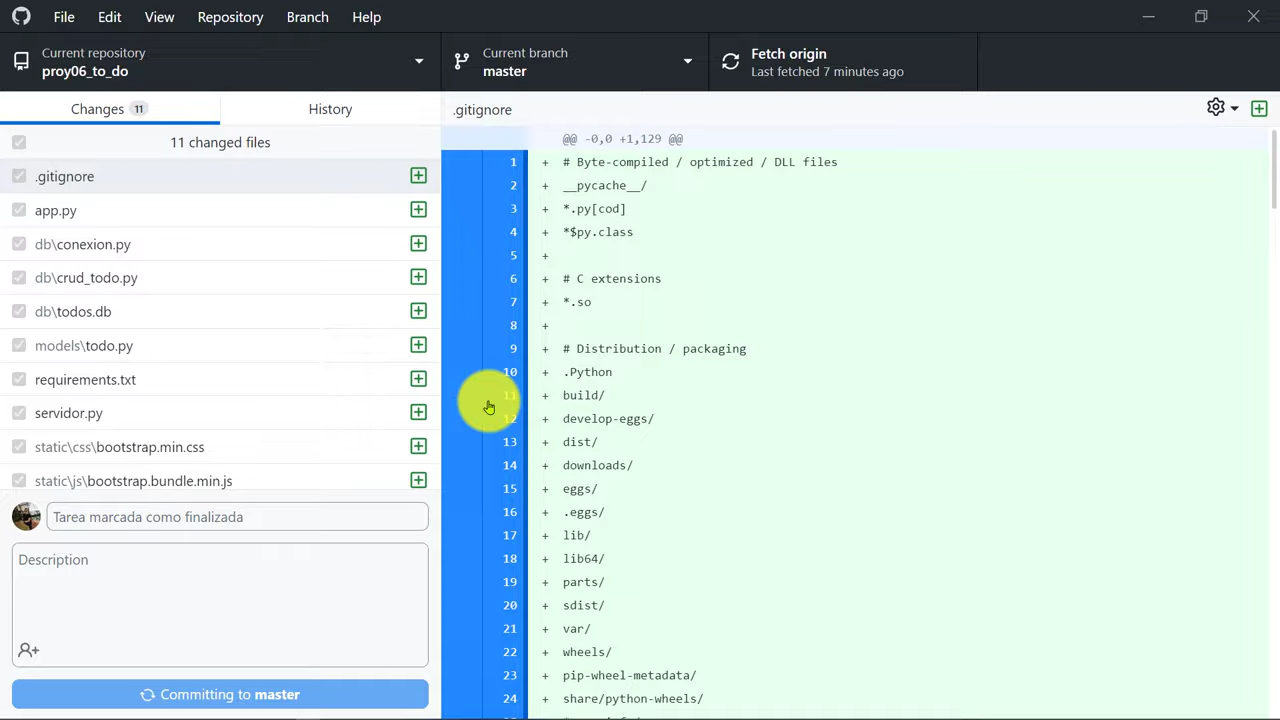 File Edit View Repository Branch Help
Current repository
proy06_to_do
Current branch
master
Fetch origin
Last fetched 7 minutes ago
Changes 11
History
11 changed files
.gitignore
app.py
db\conexion.py
db\crud_todo.py
db\todos.db
models\todo.py
requirements.txt
servidor.py
static\css\bootstrap.min.css
static\js\bootstrap.bundle.min.js
Tarea marcada como finalizada
Description
Committing to master
.gitignore
@@ -0,0 +1,129 @@
1 + # Byte-compiled / optimized / DLL files
2 + __pycache__/
3 + *.py[cod]
4 + *$py.class
5 +
6 + # C extensions
7 + *.so
8 +
9 + # Distribution / packaging
10 + .Python
11 + build/
12 + develop-eggs/
13 + dist/
14 + downloads/
15 + eggs/
16 + .eggs/
17 + lib/
18 + lib64/
19 + parts/
20 + sdist/
21 + var/
22 + wheels/
23 + pip-wheel-metadata/
24 + share/python-wheels/